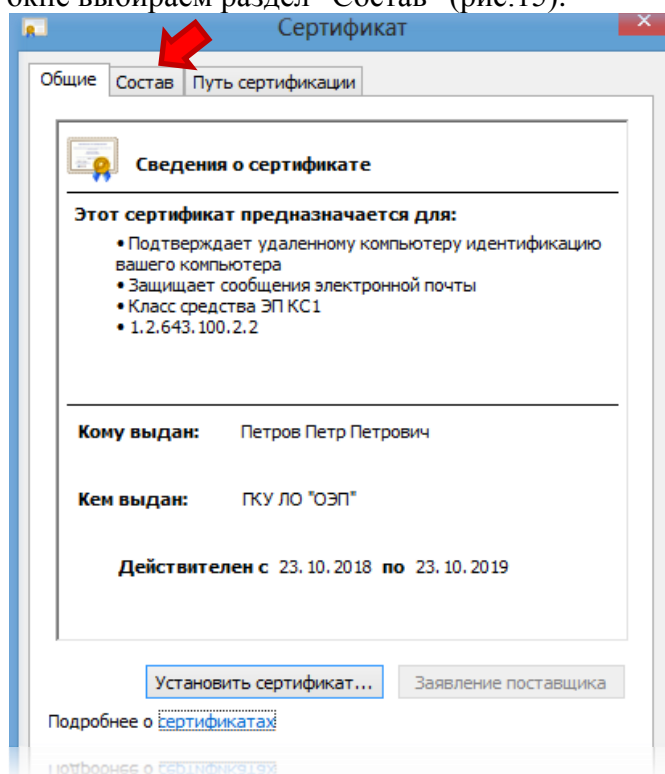 окне выбираем раздел "Состав" (рис.15).
Сертификат
Общие Состав Путь сертификации
Сведения о сертификате
Этот сертификат предназначается для:
• Подтверждает удаленному компьютеру идентификацию
вашего компьютера
• Защищает сообщения электронной почты
• Класс средства ЭП КС1
• 1.2.643.100.2.2
Кому выдан: Петров Петр Петрович
Кем выдан: ГКУ ЛО "ОЭП"
Действителен с 23.10.2018 по 23.10.2019
Установить сертификат... Заявление поставщика
Подробнее о сертификатах